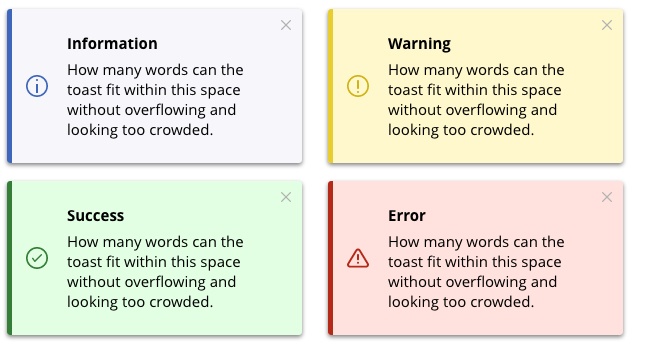 Information
How many words can the
toast fit within this space
without overflowing and
looking too crowded.
Warning
How many words can the
toast fit within this space
without overflowing and
looking too crowded.
Success
How many words can the
toast fit within this space
without overflowing and
looking too crowded.
Error
How many words can the
toast fit within this space
without overflowing and
looking too crowded.